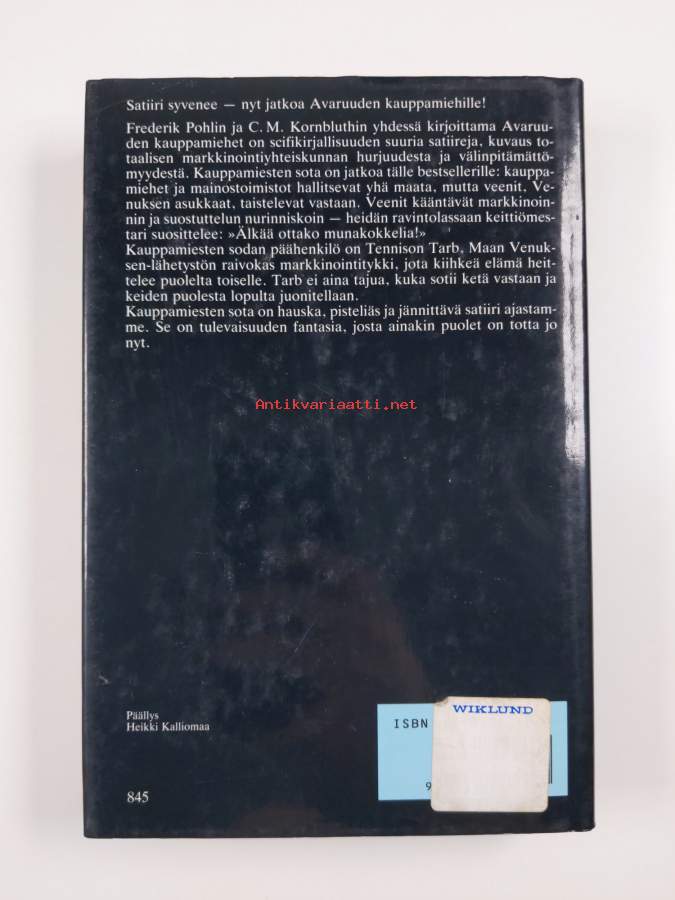 Satiiri syvenee – nyt jatkoa Avaruuden kauppamiehille!
Frederik Pohlin ja C. M. Kornbluthin yhdessä kirjoittama Avaruu-
den kauppamiehet on scifikirjallisuuden suuria satiireja, kuvaus to-
taalisen markkinointiyhteiskunnan hurjuudesta ja välinpitämättö-
myydestä. Kauppamiesten sota on jatkoa tälle bestsellerille: kauppa-
miehet ja mainostoimistot hallitsevat yhä maata, mutta veenit, Ve-
nuksen asukkaat, taistelevat vastaan. Veenit kääntävät markkinoin-
nin ja suostuttelun nurinniskoin – heidän ravintolassaan keittiömes-
tari suosittelee: »Älkää ottako munakokkelia!»
Kauppamiesten sodan päähenkilö on Tennison Tarb, Maan Venuk-
sen-lähetystön raivokas markkinointitykki, jota kiihkeä elämä heit-
telee puolelta toiselle. Tarb ei aina tajua, kuka sotii ketä vastaan ja
keiden puolesta lopulta juonitellaan.
Kauppamiesten sota on hauska, pisteliäs ja jännittävä satiiri ajastam-
me. Se on tulevaisuuden fantasia, josta ainakin puolet on totta jo
nyt.
Antikvariaatti.net
Päällys
Heikki Kalliomaa
WIKLUND
ISBN
9
845